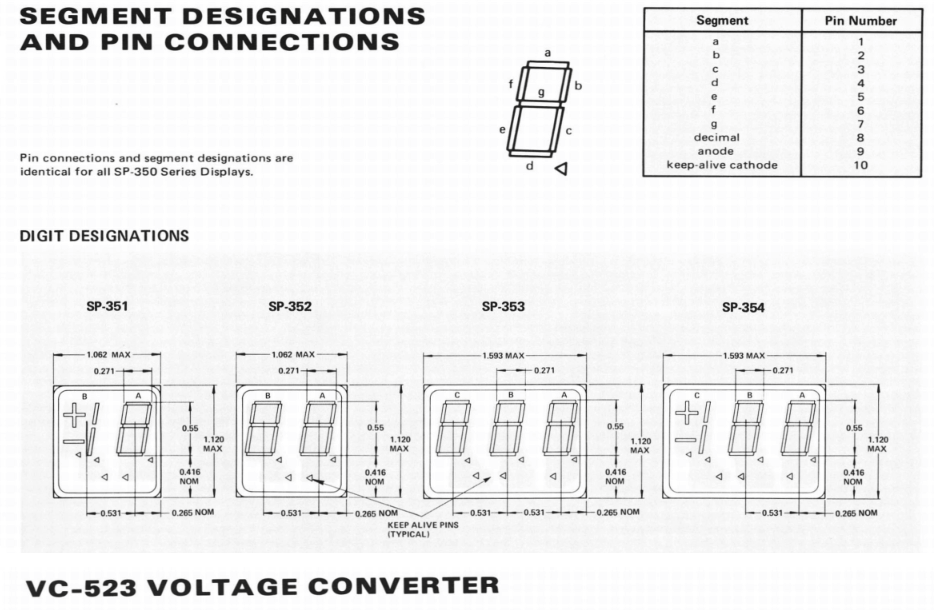 SEGMENT DESIGNATIONS
AND PIN CONNECTIONS
Segment Pin Number
a 1
b 2
c 3
d 4
e 5
f 6
g 7
decimal 8
anode 9
keep-alive cathode 10
a
f b
g
e c
d
Pin connections and segment designations are
identical for all SP-350 Series Displays.
DIGIT DESIGNATIONS
SP-351 SP-352 SP-353 SP-354
1.062 MAX 1.062 MAX 1.593 MAX 1.593 MAX
0.271 0.271 0.271 0.271
B A B A C B A C B A
0.55 0.55 0.55 0.55
1.120 MAX 1.120 MAX 1.120 MAX 1.120 MAX
0.416 NOM 0.416 NOM 0.416 NOM 0.416 NOM
0.531 0.265 NOM 0.531 0.265 NOM 0.531 0.531 0.265 NOM 0.531 0.265 NOM
KEEP ALIVE PINS
(TYPICAL)
VC-523 VOLTAGE CONVERTER